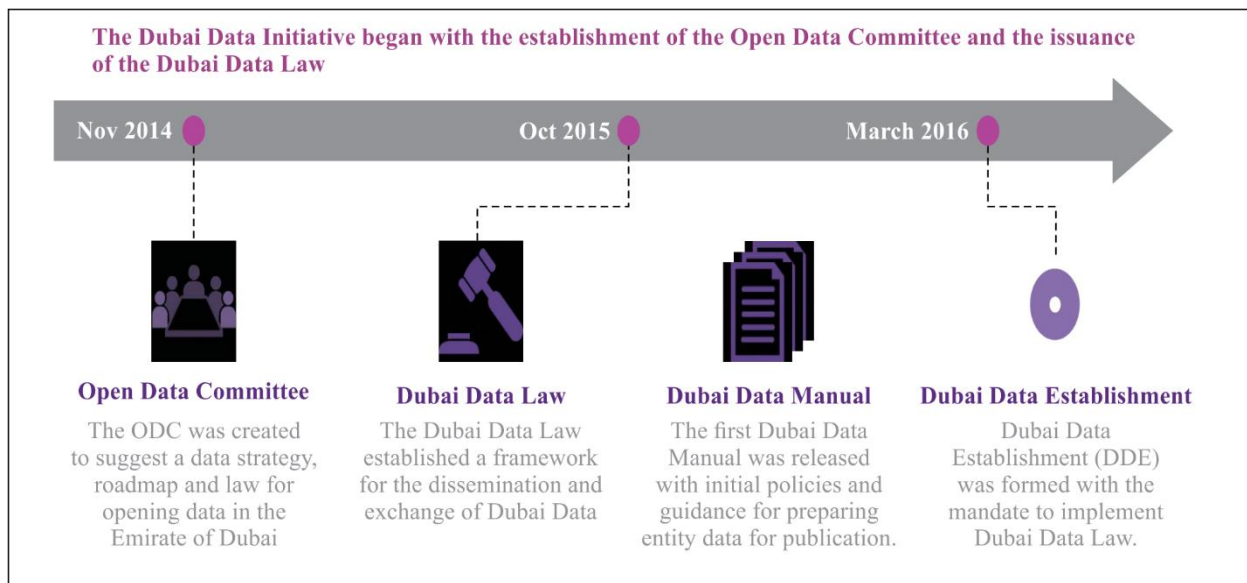 The Dubai Data Initiative began with the establishment of the Open Data Committee and the issuance
of the Dubai Data Law
Nov 2014
Oct 2015
March 2016
Open Data Committee
The ODC was created
to suggest a data strategy,
roadmap and law for
opening data in the
Emirate of Dubai
Dubai Data Law
The Dubai Data Law
established a framework
for the dissemination and
exchange of Dubai Data
Dubai Data Manual
The first Dubai Data
Manual was released
with initial policies and
guidance for preparing
entity data for publication.
Dubai Data Establishment
Dubai Data
Establishment (DDE)
was formed with the
mandate to implement
Dubai Data Law.